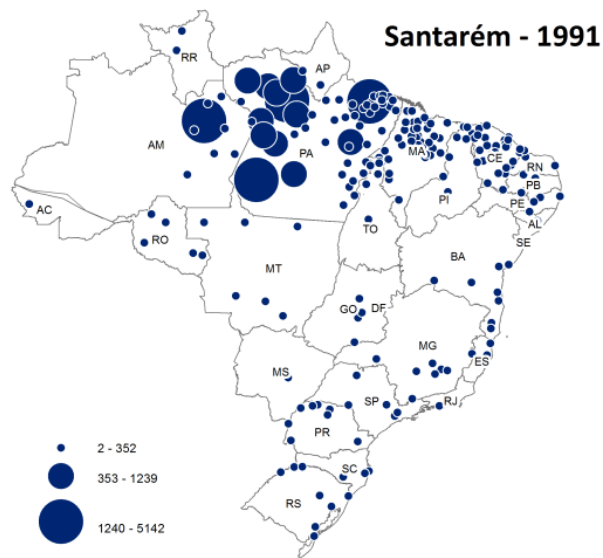 Santarém - 1991
RR
AP
AM
PA
MA
CE
RN
PB
PE
AL
SE
PI
AC
RO
TO
BA
MT
GO
DF
MG
ES
MS
SP
RJ
PR
SC
RS
2 - 352
353 - 1239
1240 - 5142